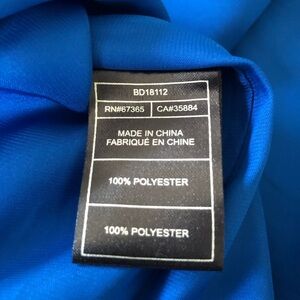 BD18112
RN#67365 CA#35884
MADE IN CHINA
FABRIQUÉ EN CHINE
100% POLYESTER
100% POLYESTER